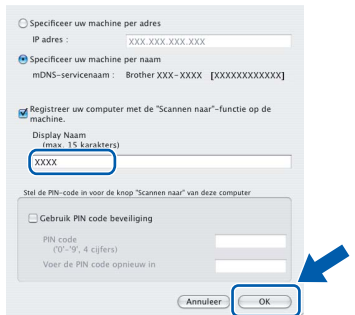 Specificeer uw machine per adres
IP adres :
XXX.XXX.XXX.XXX
Specificeer uw machine per naam
mDNS-servicenaam : Brother XXX-XXXX [XXXXXXXXXXXX]
Registreer uw computer met de "Scannen naar"-functie op de
machine.
Display Naam
(max. 15 karakters)
XXXX
Stel de PIN-code in voor de knop "Scannen naar" van deze computer
Gebruik PIN code beveiliging
PIN code
('0'-'9', 4 cijfers)
Voer de PIN code opnieuw in
Annuleer
OK